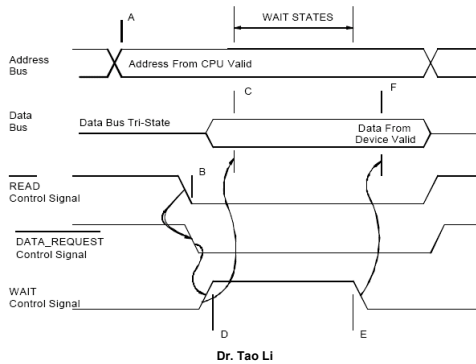 A
WAIT STATES
Address
Bus
Address From CPU Valid
C
F
Data
Bus
Data Bus Tri-State
Data From
Device Valid
B
READ
Control Signal
DATA_REQUEST
Control Signal
WAIT
Control Signal
D
E
Dr. Tao Li